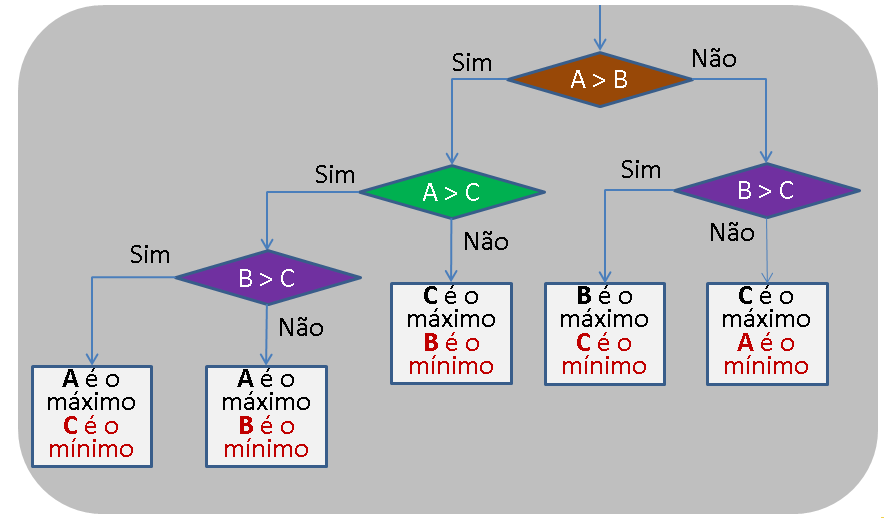 A > B
Sim
Não
A > C
Sim
Não
B > C
Sim
Não
B > C
Sim
Não
A é o
máximo
C é o
mínimo
A é o
máximo
B é o
mínimo
C é o
máximo
B é o
mínimo
B é o
máximo
C é o
mínimo
C é o
máximo
A é o
mínimo